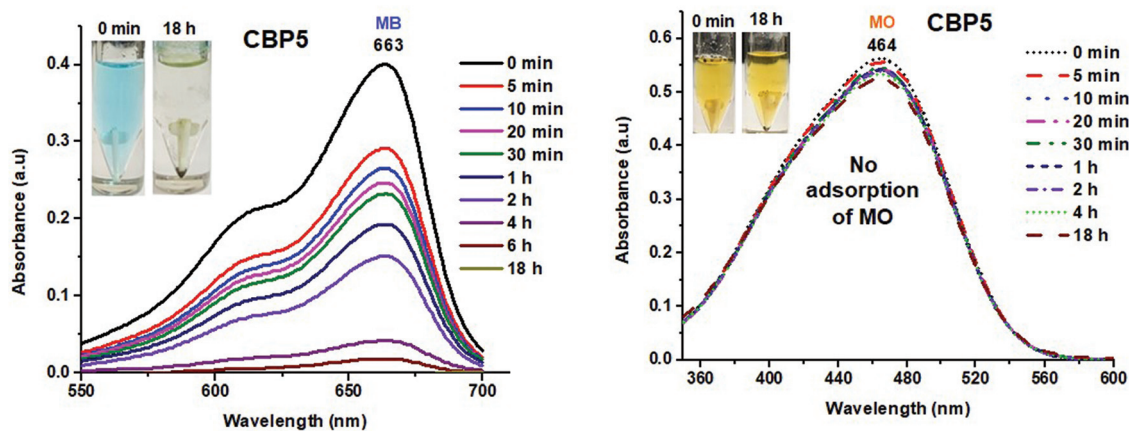 0 min 18 h
CBP5
MB
663
0 min
5 min
10 min
20 min
30 min
1 h
2 h
4 h
6 h
18 h
0.4
0.3
0.2
0.1
0.0
Absorbance (a.u)
550 600 650 700
Wavelength (nm)
0 min 18 h
MO
464
CBP5
0 min
5 min
10 min
20 min
30 min
1 h
2 h
4 h
18 h
No
adsorption
of MO
0.6
0.5
0.4
0.3
0.2
0.1
0.0
Absorbance (a.u)
360 400 440 480 520 560 600
Wavelength (nm)